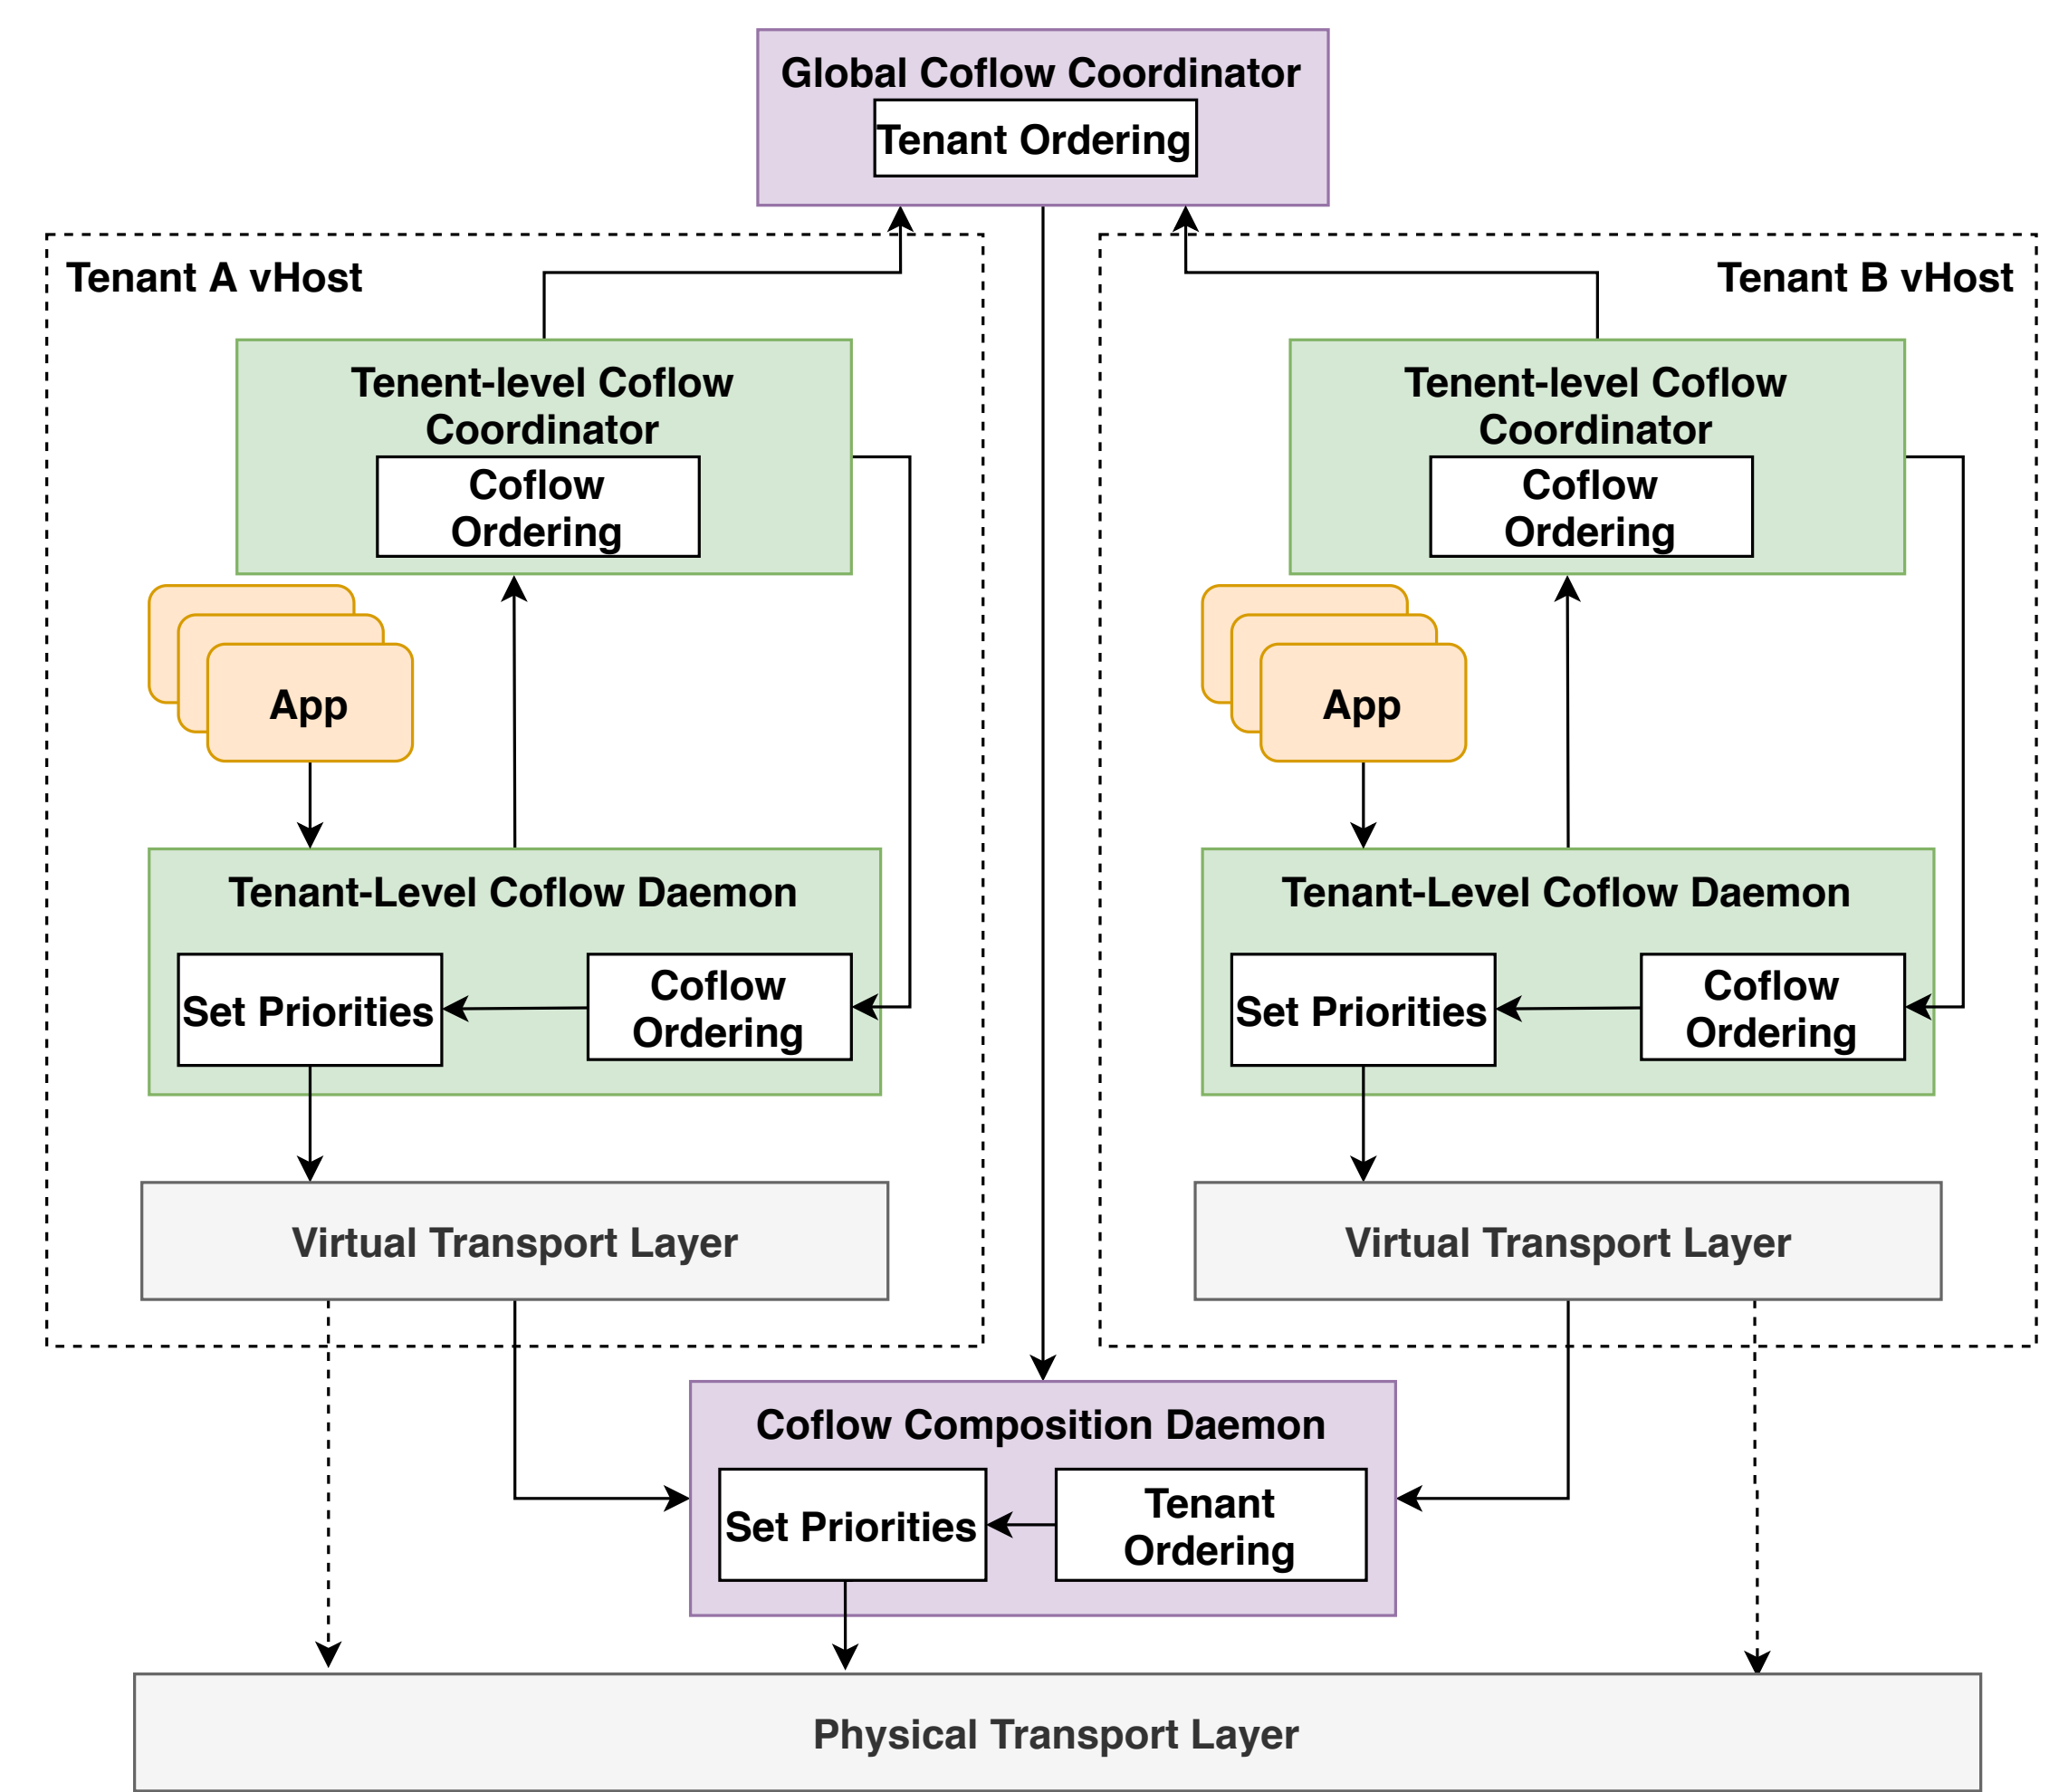 Global Coflow Coordinator
Tenant Ordering
Tenant A vHost
Tenent-level Coflow
Coordinator
Coflow
Ordering
App
Tenant-Level Coflow Daemon
Set Priorities
Coflow
Ordering
Virtual Transport Layer
Tenant B vHost
Tenent-level Coflow
Coordinator
Coflow
Ordering
App
Tenant-Level Coflow Daemon
Set Priorities
Coflow
Ordering
Virtual Transport Layer
Coflow Composition Daemon
Set Priorities
Tenant
Ordering
Physical Transport Layer